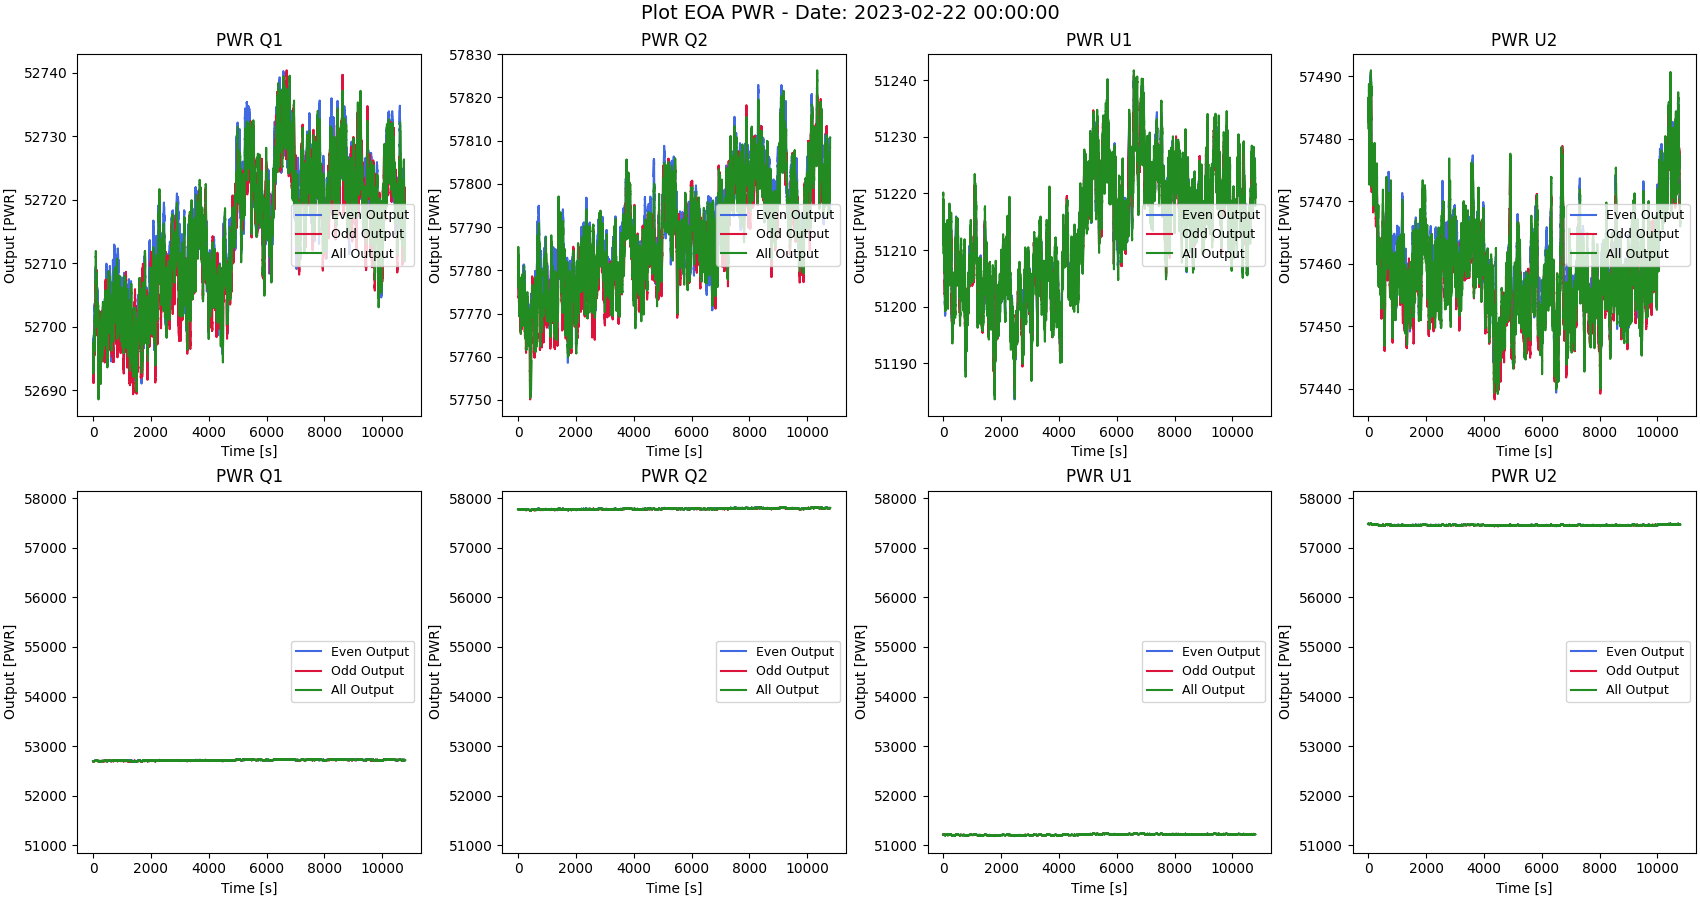 Plot EOA PWR - Date: 2023-02-22 00:00:00
PWR Q1
Output [PWR]
52740
52730
52720
52710
52700
52690
0 2000 4000 6000 8000 10000
Time [s]
Even Output
Odd Output
All Output
PWR Q2
Output [PWR]
57830
57820
57810
57800
57790
57780
57770
57760
57750
0 2000 4000 6000 8000 10000
Time [s]
Even Output
Odd Output
All Output
PWR U1
Output [PWR]
51240
51230
51220
51210
51200
51190
0 2000 4000 6000 8000 10000
Time [s]
Even Output
Odd Output
All Output
PWR U2
Output [PWR]
57490
57480
57470
57460
57450
57440
0 2000 4000 6000 8000 10000
Time [s]
Even Output
Odd Output
All Output
PWR Q1
Output [PWR]
58000
57000
56000
55000
54000
53000
52000
51000
0 2000 4000 6000 8000 10000
Time [s]
Even Output
Odd Output
All Output
PWR Q2
Output [PWR]
58000
57000
56000
55000
54000
53000
52000
51000
0 2000 4000 6000 8000 10000
Time [s]
Even Output
Odd Output
All Output
PWR U1
Output [PWR]
58000
57000
56000
55000
54000
53000
52000
51000
0 2000 4000 6000 8000 10000
Time [s]
Even Output
Odd Output
All Output
PWR U2
Output [PWR]
58000
57000
56000
55000
54000
53000
52000
51000
0 2000 4000 6000 8000 10000
Time [s]
Even Output
Odd Output
All Output